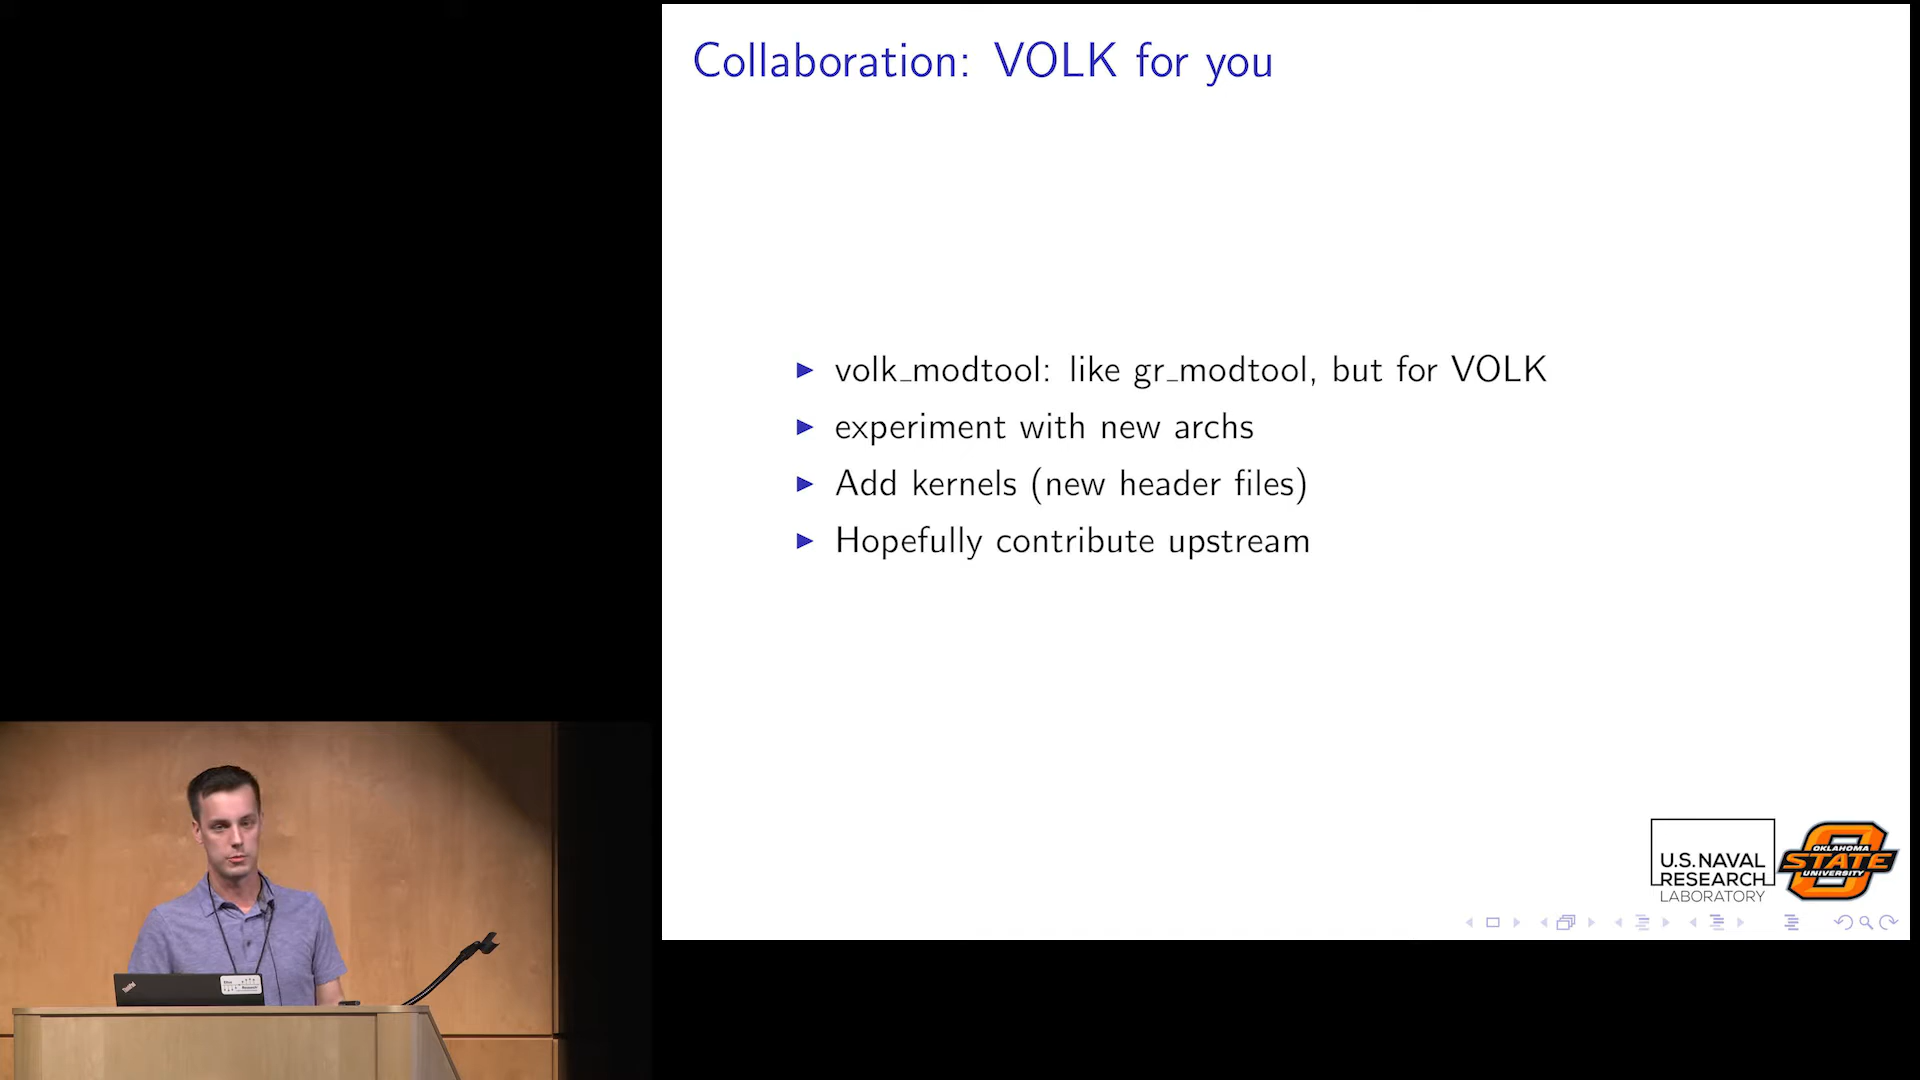 Collaboration: VOLK for you
volk_modtool: like gr_modtool, but for VOLK
experiment with new archs
Add kernels (new header files)
Hopefully contribute upstream
U.S. NAVAL
RESEARCH
LABORATORY
OKLAHOMA
STATE
UNIVERSITY
ThinkPad